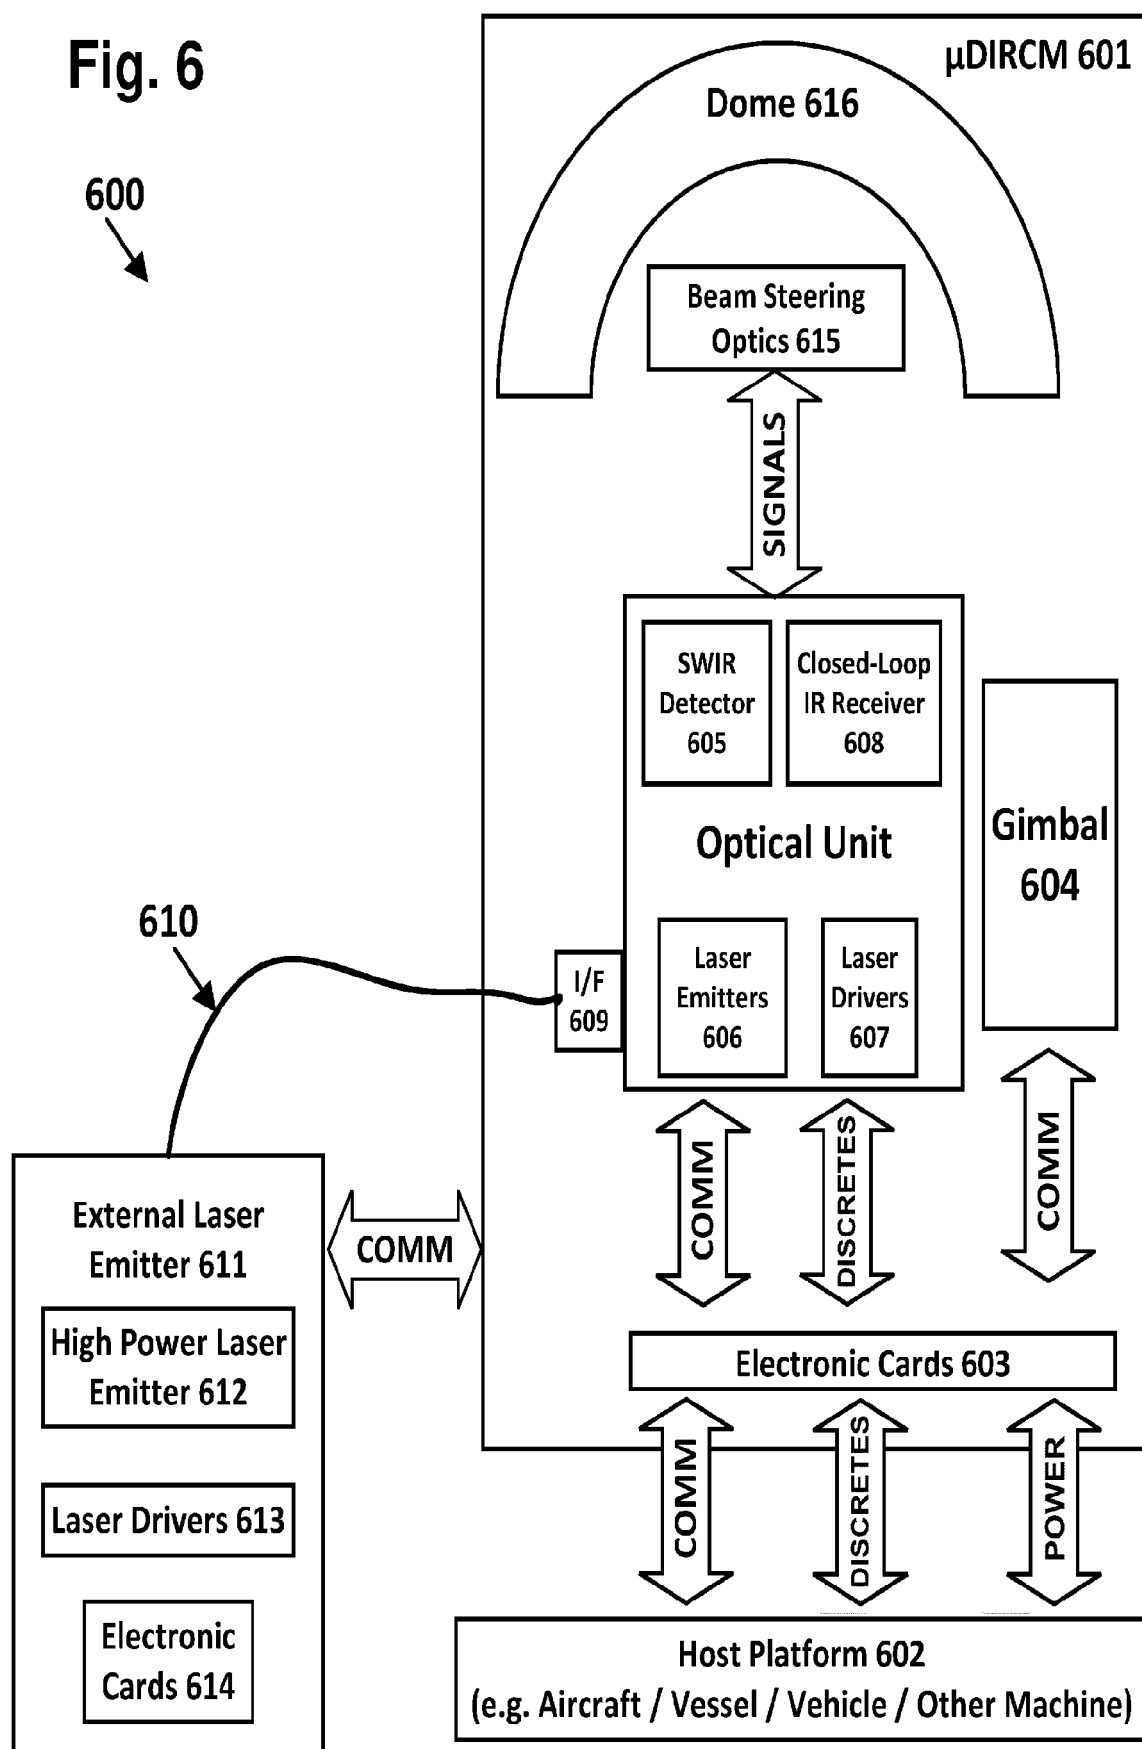 Fig. 6
600
µDIRCM 601
Dome 616
Beam Steering
Optics 615
SIGNALS
SWIR
Detector
605
Closed-Loop
IR Receiver
608
Optical Unit
Gimbal
604
610
I/F
609
Laser
Emitters
606
Laser
Drivers
607
COMM
DISCRETES
COMM
External Laser
Emitter 611
COMM
High Power Laser
Emitter 612
Electronic Cards 603
Laser Drivers 613
COMM
DISCRETES
POWER
Electronic
Cards 614
Host Platform 602
(e.g. Aircraft / Vessel / Vehicle / Other Machine)